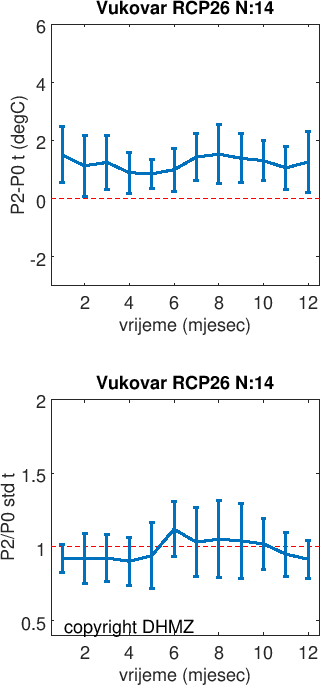 Vukovar RCP26 N:14
P2-P0 t (degC)
6
4
2
0
-2
2 4 6 8 10 12
vrijeme (mjesec)
Vukovar RCP26 N:14
P2/P0 std t
2
1.5
1
0.5
copyright DHMZ
2 4 6 8 10 12
vrijeme (mjesec)